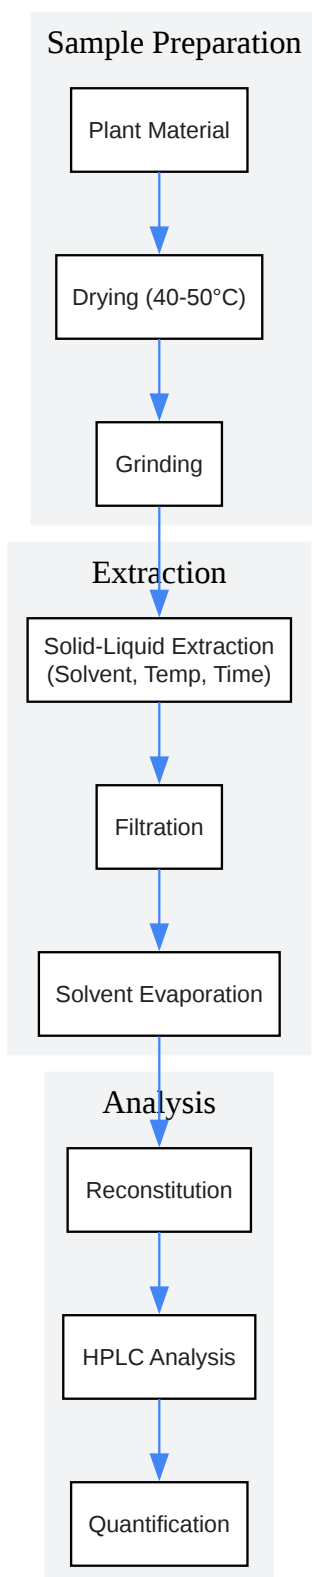 Sample Preparation
Plant Material
Drying (40-50°C)
Grinding
Extraction
Solid-Liquid Extraction
(Solvent, Temp, Time)
Filtration
Solvent Evaporation
Analysis
Reconstitution
HPLC Analysis
Quantification